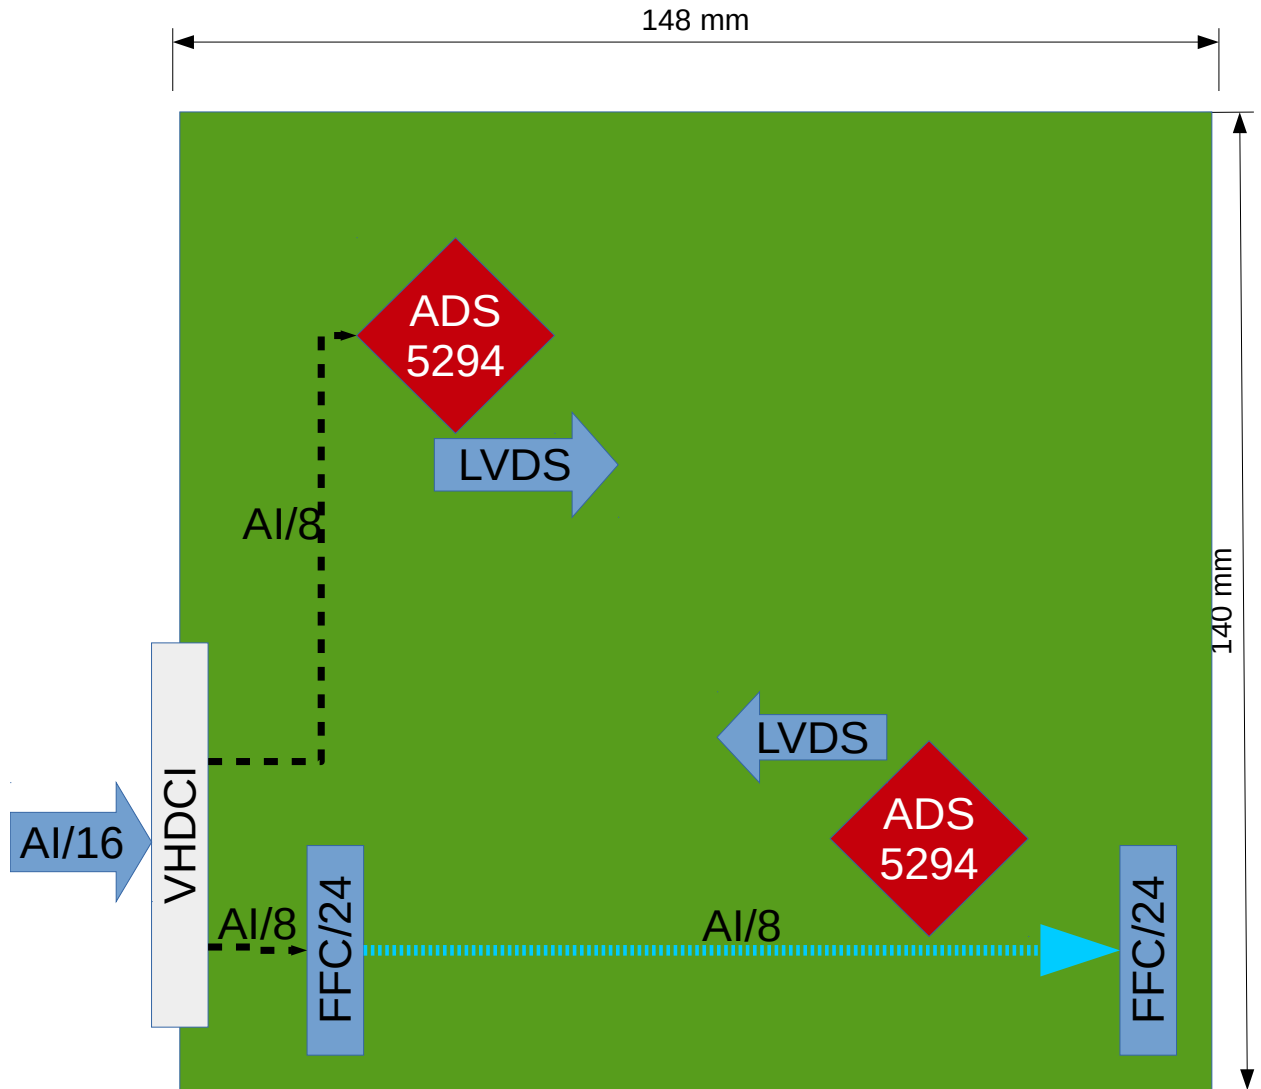 148 mm
ADS
5294
LVDS
AI/8
140 mm
LVDS
VHDCI
AI/16
ADS
5294
AI/8
FFC/24
AI/8
FFC/24